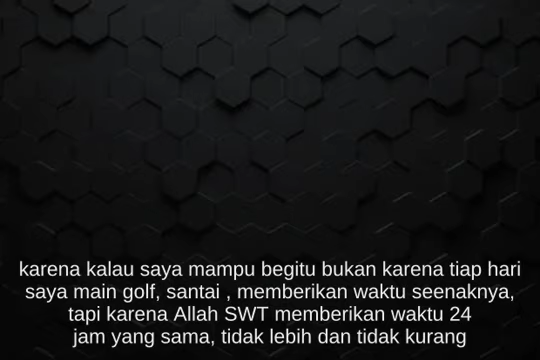 karena kalau saya mampu begitu bukan karena tiap hari
saya main golf, santai , memberikan waktu seenaknya,
tapi karena Allah SWT memberikan waktu 24
jam yang sama, tidak lebih dan tidak kurang